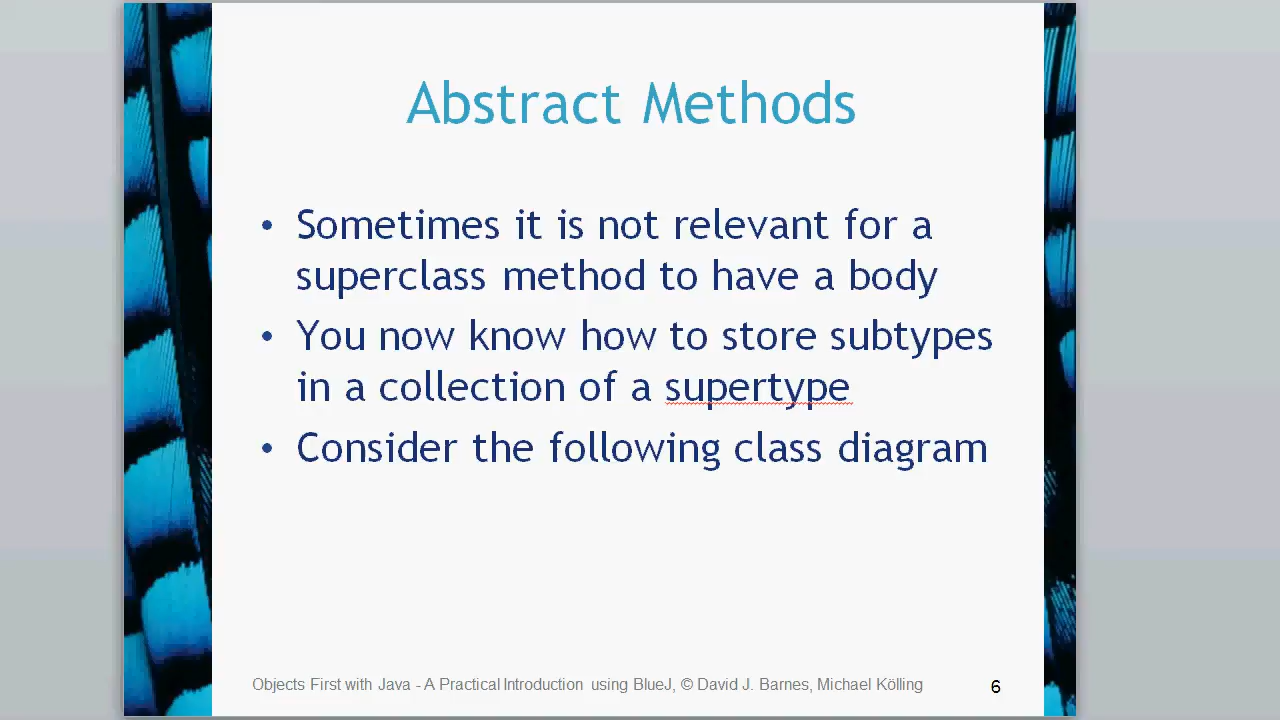 Abstract Methods
• Sometimes it is not relevant for a
superclass method to have a body
• You now know how to store subtypes
in a collection of a supertype
• Consider the following class diagram
Objects First with Java - A Practical Introduction using BlueJ, © David J. Barnes, Michael Kölling
6